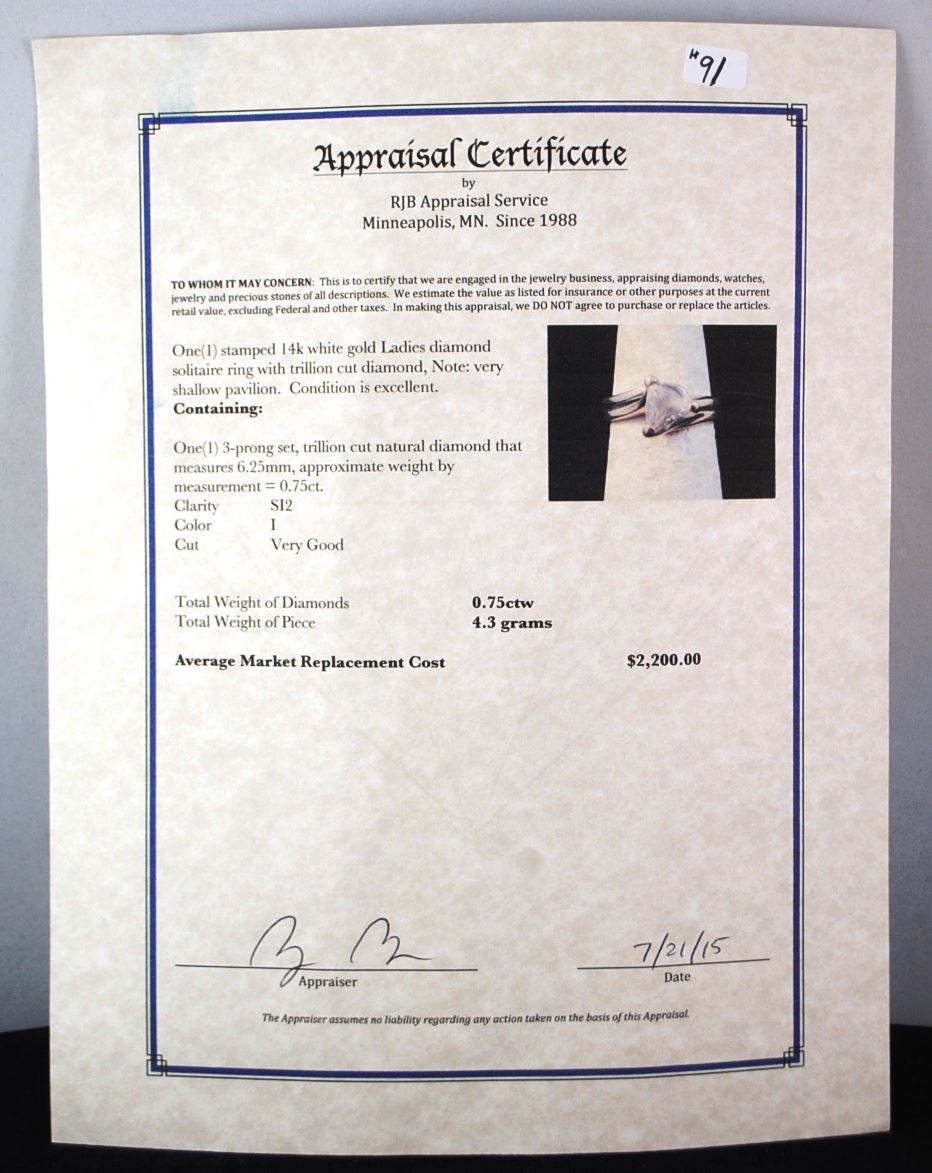 #91
Appraisal Certificate
by
RJB Appraisal Service
Minneapolis, MN. Since 1988
TO WHOM IT MAY CONCERN: This is to certify that we are engaged in the jewelry business, appraising diamonds, watches,
jewelry and precious stones of all descriptions. We estimate the value as listed for insurance or other purposes at the current
retail value, excluding Federal and other taxes. In making this appraisal, we DO NOT agree to purchase or replace the articles.
One(1) stamped 14k white gold Ladies diamond
solitaire ring with trillion cut diamond, Note: very
shallow pavilion. Condition is excellent.
Containing:
One(1) 3-prong set, trillion cut natural diamond that
measures 6.25mm, approximate weight by
measurement = 0.75ct.
Clarity SI2
Color I
Cut Very Good
Total Weight of Diamonds 0.75ctw
Total Weight of Piece 4.3 grams
Average Market Replacement Cost $2,200.00
7/21/15
Appraiser Date
The Appraiser assumes no liability regarding any action taken on the basis of this Appraisal.